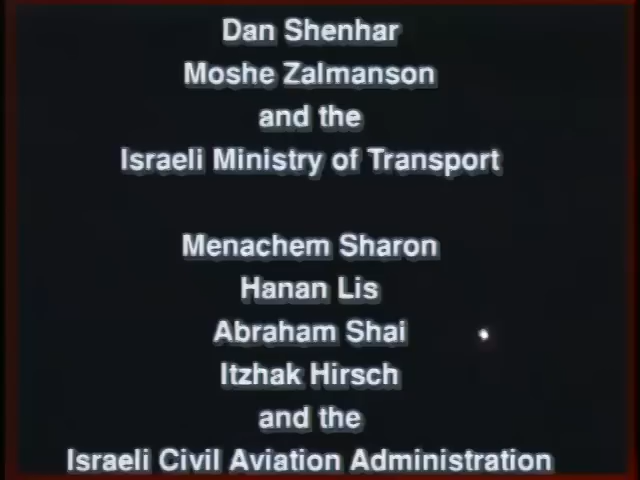 Dan Shenhar
Moshe Zalmanson
and the
Israeli Ministry of Transport
Menachem Sharon
Hanan Lis
Abraham Shai
Itzhak Hirsch
and the
Israeli Civil Aviation Administration